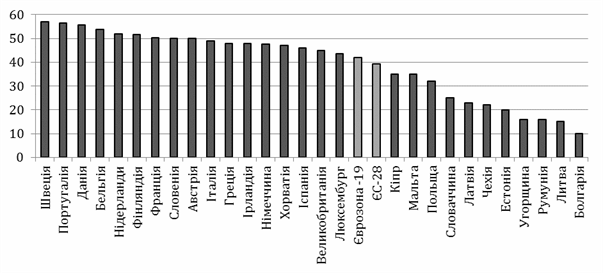 60
50
40
30
20
10
0
Швеція
Португалія
Данія
Бельгія
Нідерланди
Фінляндія
Франція
Словенія
Австрія
Італія
Греція
Ірландія
Німеччина
Хорватія
Іспанія
Великобританія
Люксембург
Єврозона -19
ЄС-28
Кіпр
Мальта
Польща
Словаччина
Латвія
Чехія
Естонія
Угорщина
Румунія
Литва
Болгарія